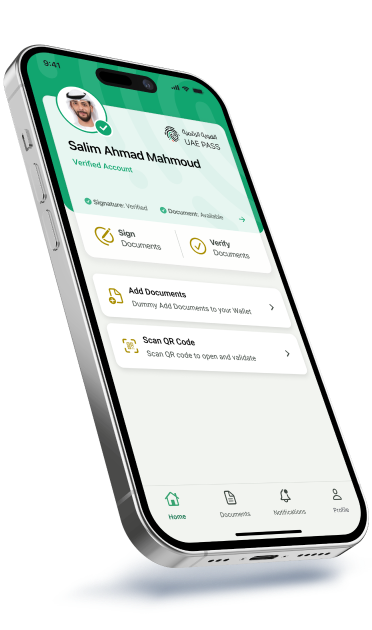 9:41
الهوية الرقمية
UAE PASS
Salim Ahmad Mahmoud
Verified Account
Signature: Verified
Document: Available
Sign
Documents
Verify
Documents
Add Documents
Dummy Add Documents to your Wallet
Scan QR Code
Scan QR code to open and validate
Home
Documents
Notifications
Profile